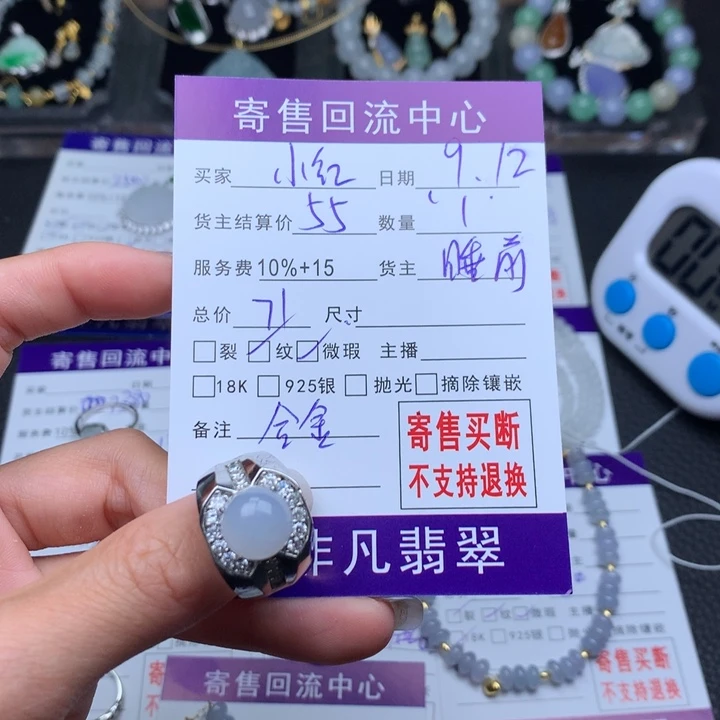 寄售回流中心
买家 小红 日期 9.12
货主结算价 55 数量 1
服务费 10%+15 货主 睡前
总价 71 尺寸
裂 纹 微瑕 主播
18K 925银 抛光 摘除镶嵌
备注 合金
寄售买断
不支持退换
非凡翡翠
寄售买断
不支持退换
寄售回流中心
寄售回流中心